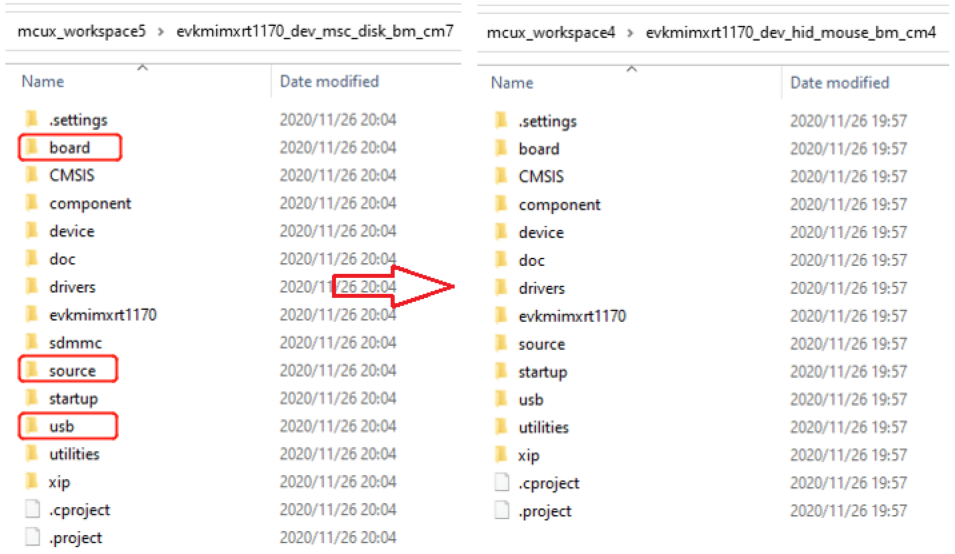 mcux_workspace5 > evkmimxrt1170_dev_msc_disk_bm_cm7
Name Date modified
.settings 2020/11/26 20:04
board 2020/11/26 20:04
CMSIS 2020/11/26 20:04
component 2020/11/26 20:04
device 2020/11/26 20:04
doc 2020/11/26 20:04
drivers 2020/11/26 20:04
evkmimxrt1170 2020/11/26 20:04
sdmmc 2020/11/26 20:04
source 2020/11/26 20:04
startup 2020/11/26 20:04
usb 2020/11/26 20:04
utilities 2020/11/26 20:04
xip 2020/11/26 20:04
.cproject 2020/11/26 20:04
.project 2020/11/26 20:04
mcux_workspace4 > evkmimxrt1170_dev_hid_mouse_bm_cm4
Name Date modified
.settings 2020/11/26 19:57
board 2020/11/26 19:57
CMSIS 2020/11/26 19:57
component 2020/11/26 19:57
device 2020/11/26 19:57
doc 2020/11/26 19:57
drivers 2020/11/26 19:57
evkmimxrt1170 2020/11/26 19:57
source 2020/11/26 19:57
startup 2020/11/26 19:57
usb 2020/11/26 19:57
utilities 2020/11/26 19:57
xip 2020/11/26 19:57
.cproject 2020/11/26 19:57
.project 2020/11/26 19:57